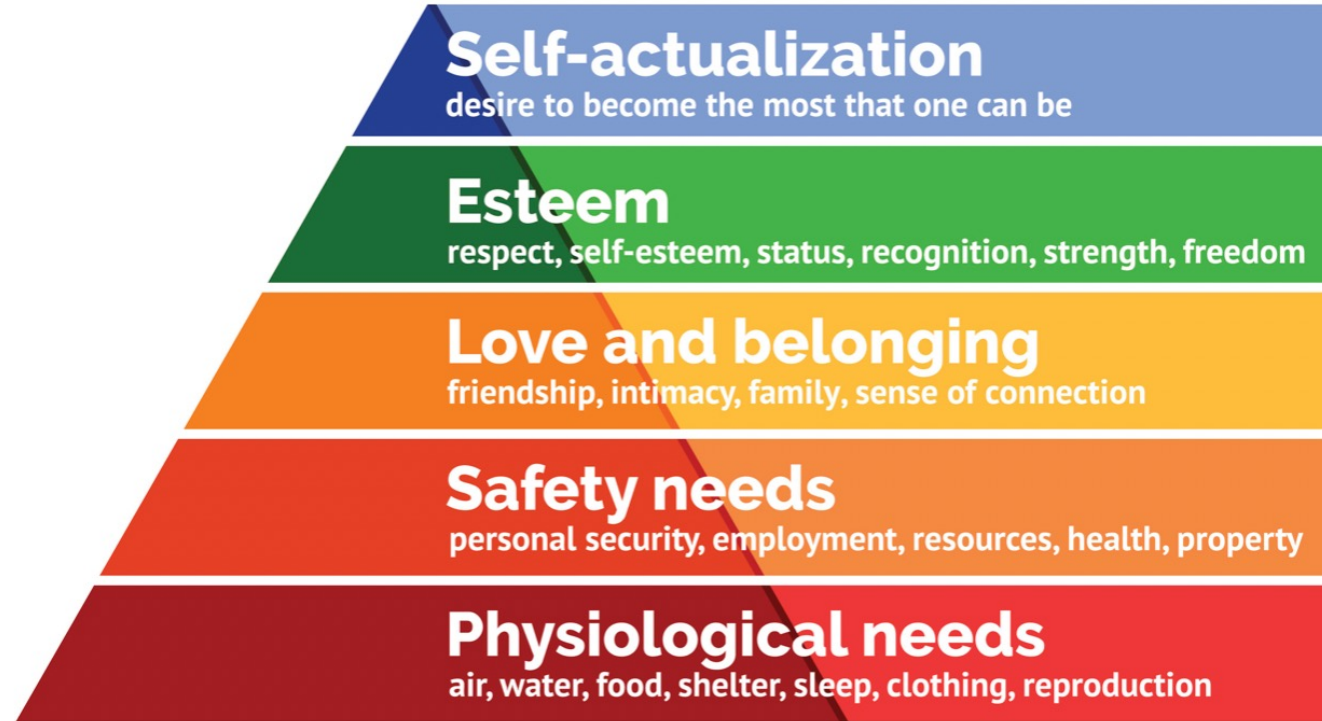 Self-actualization
desire to become the most that one can be
Esteem
respect, self-esteem, status, recognition, strength, freedom
Love and belonging
friendship, intimacy, family, sense of connection
Safety needs
personal security, employment, resources, health, property
Physiological needs
air, water, food, shelter, sleep, clothing, reproduction